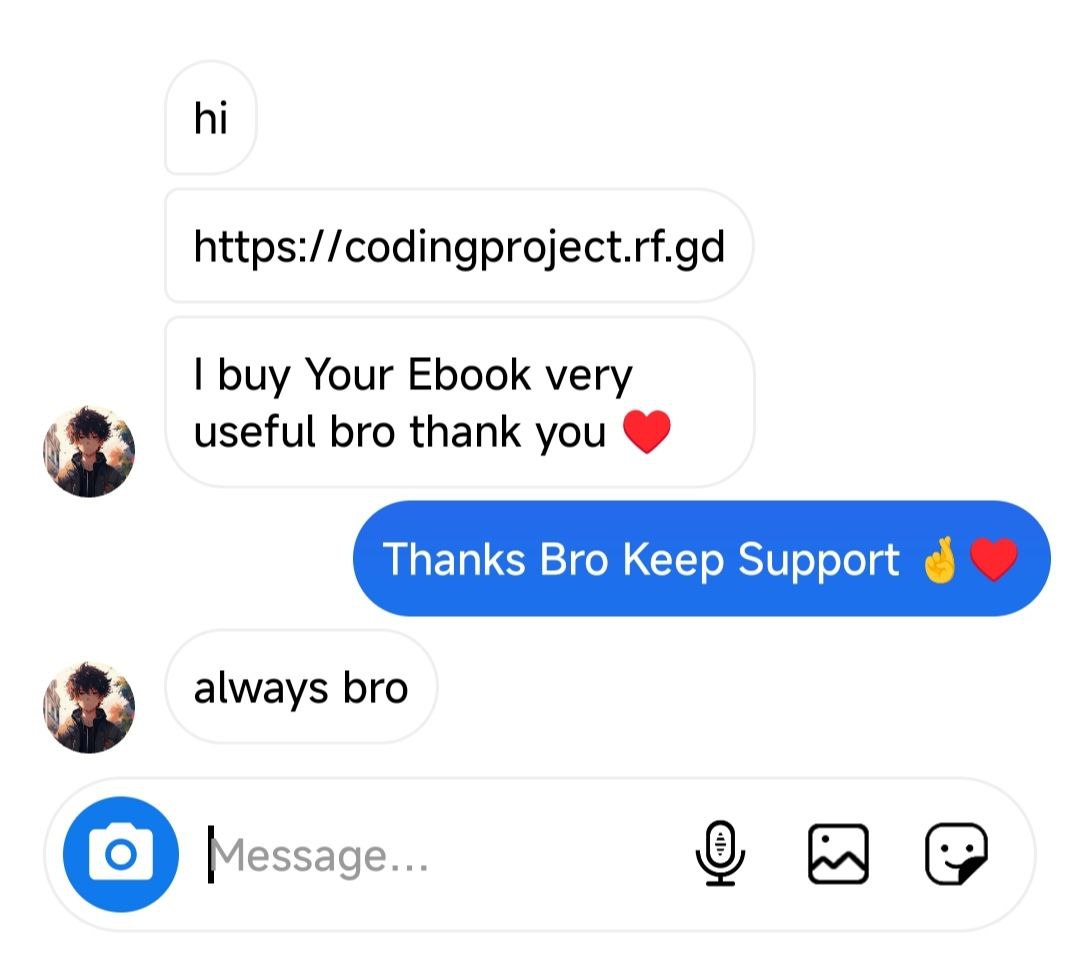 hi
https://codingproject.rf.gd
I buy Your Ebook very
useful bro thank you ❤️
Thanks Bro Keep Support 🤞❤️
always bro
Message...